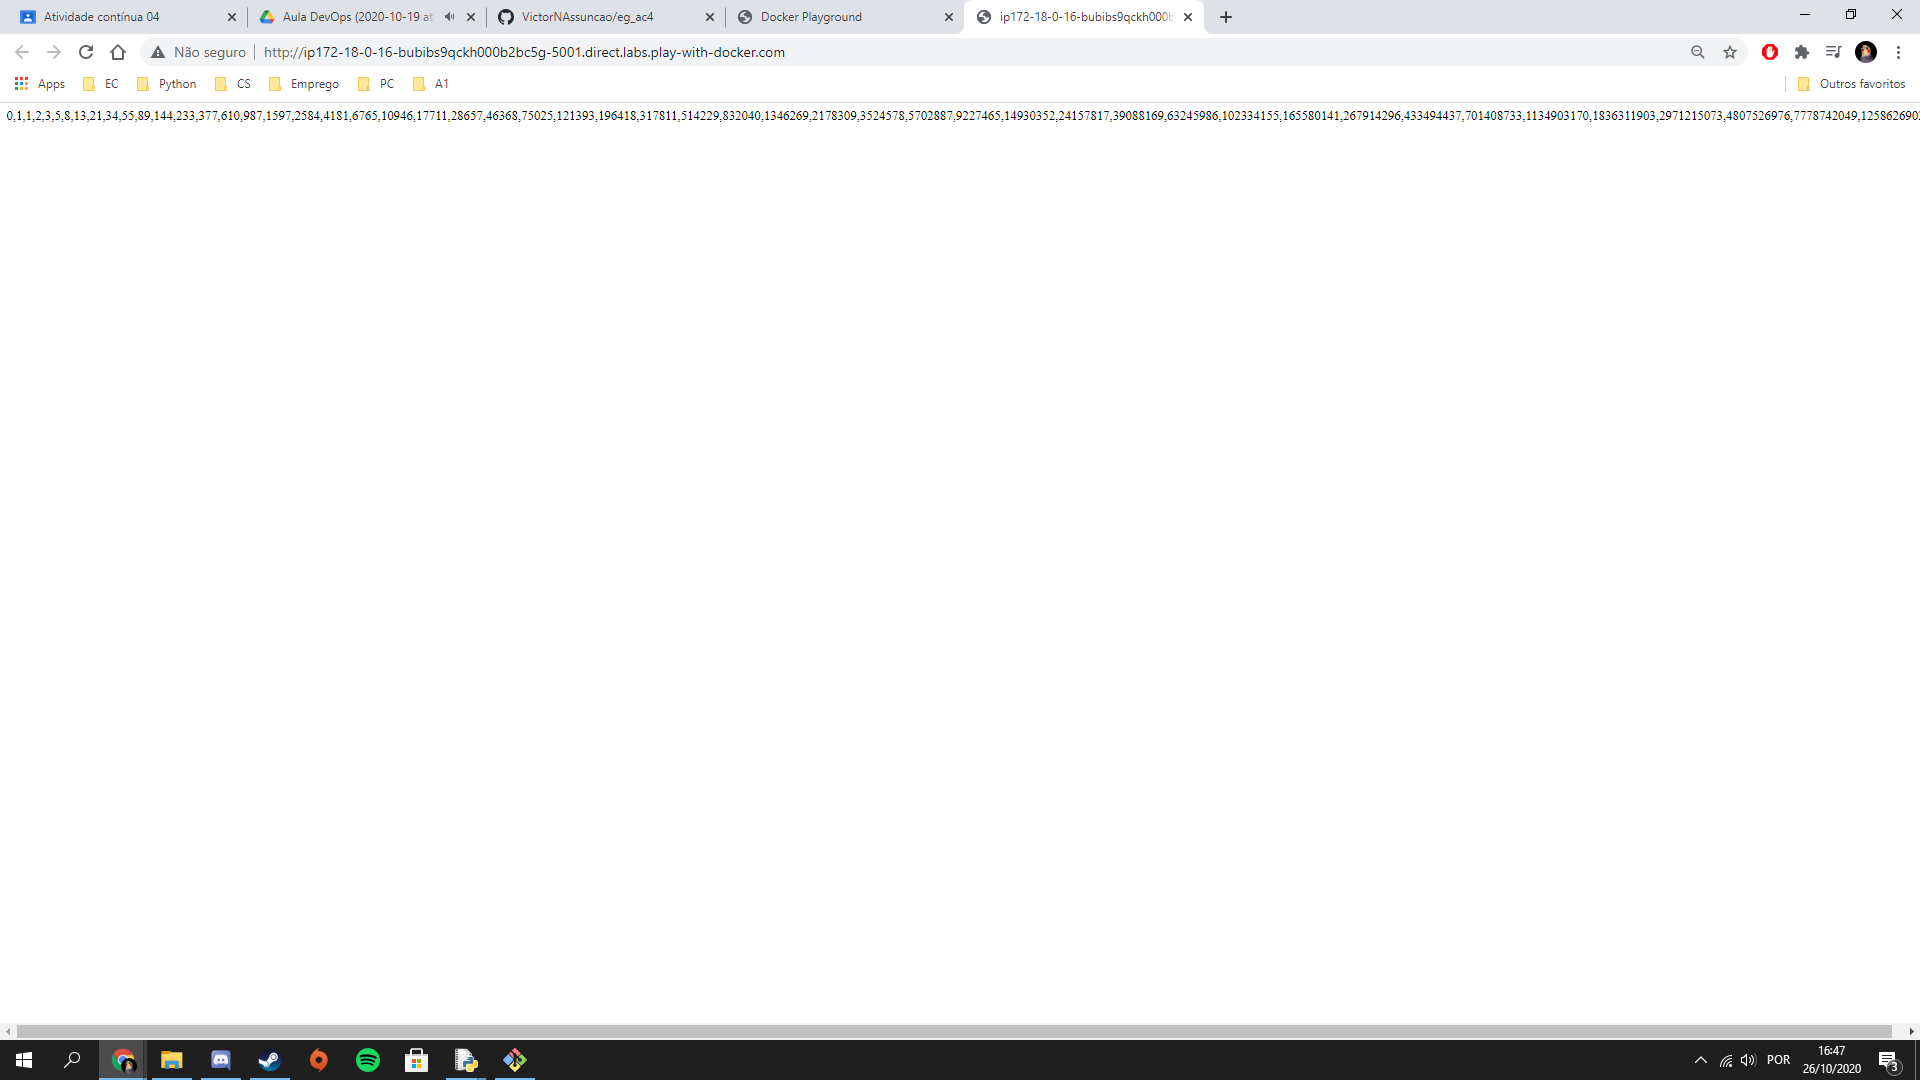 Atividade contínua 04
Aula DevOps (2020-10-19 at
VictorNAssuncao/eg_ac4
Docker Playground
ip172-18-0-16-bubibs9qckh000b
Não seguro
http://ip172-18-0-16-bubibs9qckh000b2bc5g-5001.direct.labs.play-with-docker.com
Apps
EC
Python
CS
Emprego
PC
A1
Outros favoritos
0,1,1,2,3,5,8,13,21,34,55,89,144,233,377,610,987,1597,2584,4181,6765,10946,17711,28657,46368,75025,121393,196418,317811,514229,832040,1346269,2178309,3524578,5702887,9227465,14930352,24157817,39088169,63245986,102334155,165580141,267914296,433494437,701408733,1134903170,1836311903,2971215073,4807526976,7778742049,1258626902
POR
16:47
26/10/2020
3